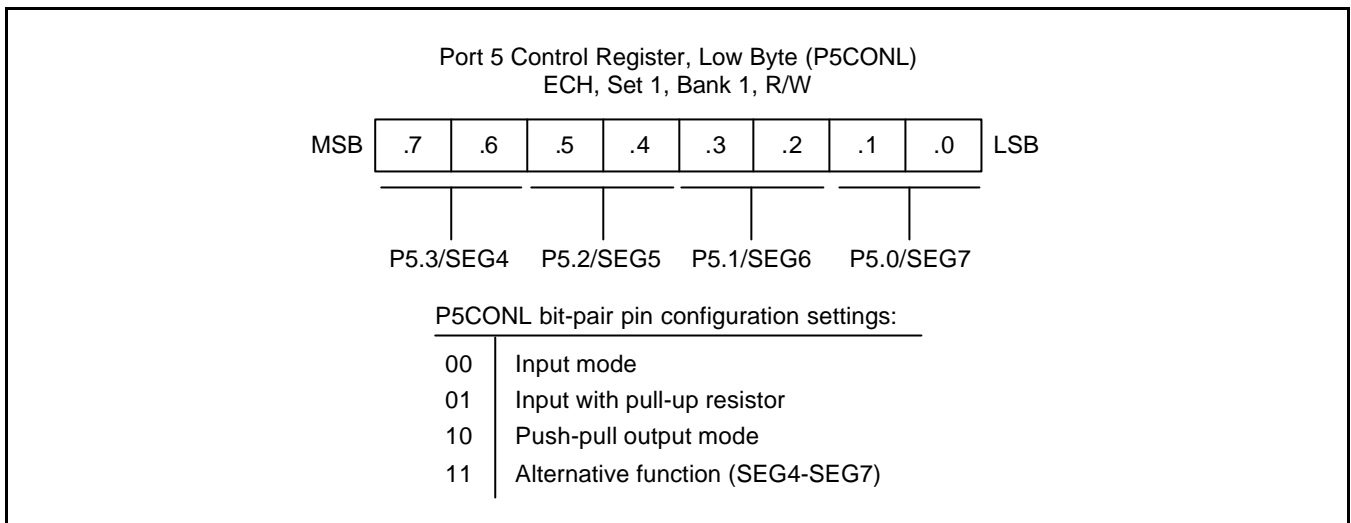 Port 5 Control Register, Low Byte (P5CONL)
ECH, Set 1, Bank 1, R/W
MSB .7 .6 .5 .4 .3 .2 .1 .0 LSB
P5.3/SEG4 P5.2/SEG5 P5.1/SEG6 P5.0/SEG7
P5CONL bit-pair pin configuration settings:
00 Input mode
01 Input with pull-up resistor
10 Push-pull output mode
11 Alternative function (SEG4-SEG7)